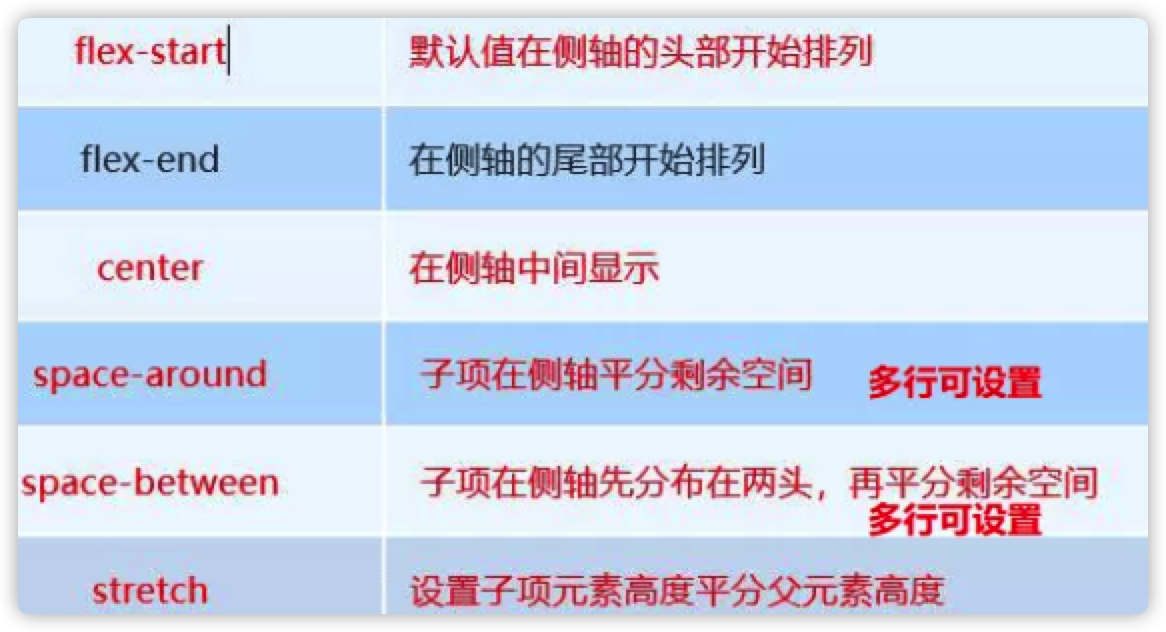 flex-start 默认值在侧轴的头部开始排列
flex-end 在侧轴的尾部开始排列
center 在侧轴中间显示
space-around 子项在侧轴平分剩余空间 多行可设置
space-between 子项在侧轴先分布在两头，再平分剩余空间
多行可设置
stretch 设置子项元素高度平分父元素高度